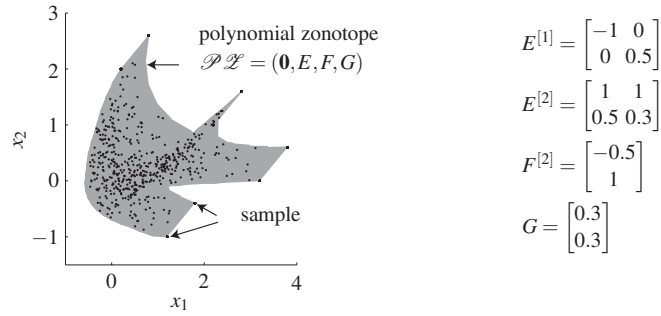 3
2
1
0
−1
x₂
0
2
4
x₁
polynomial zonotope
𝒫𝒵 = (𝟎, E, F, G)
sample
E^{[1]} = [−1 0
0 0.5]
E^{[2]} = [1 1
0.5 0.3]
F^{[2]} = [−0.5
1]
G = [0.3
0.3]